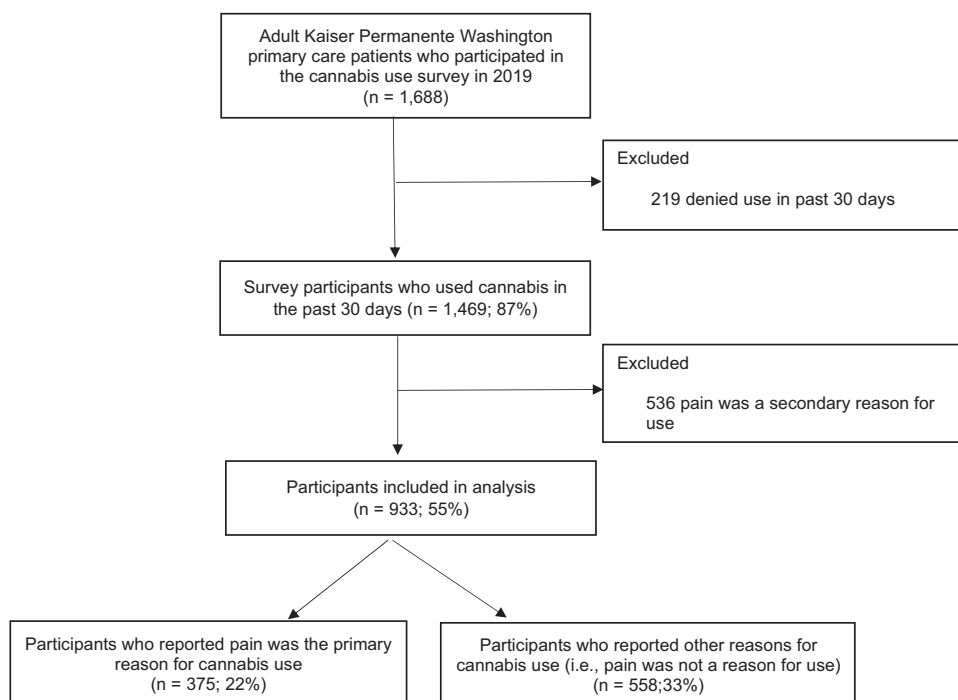 Adult Kaiser Permanente Washington
primary care patients who participated in
the cannabis use survey in 2019
(n = 1,688)
Excluded
219 denied use in past 30 days
Survey participants who used cannabis in
the past 30 days (n = 1,469; 87%)
Excluded
536 pain was a secondary reason for
use
Participants included in analysis
(n = 933; 55%)
Participants who reported pain was the primary
reason for cannabis use
(n = 375; 22%)
Participants who reported other reasons for
cannabis use (i.e., pain was not a reason for use)
(n = 558;33%)